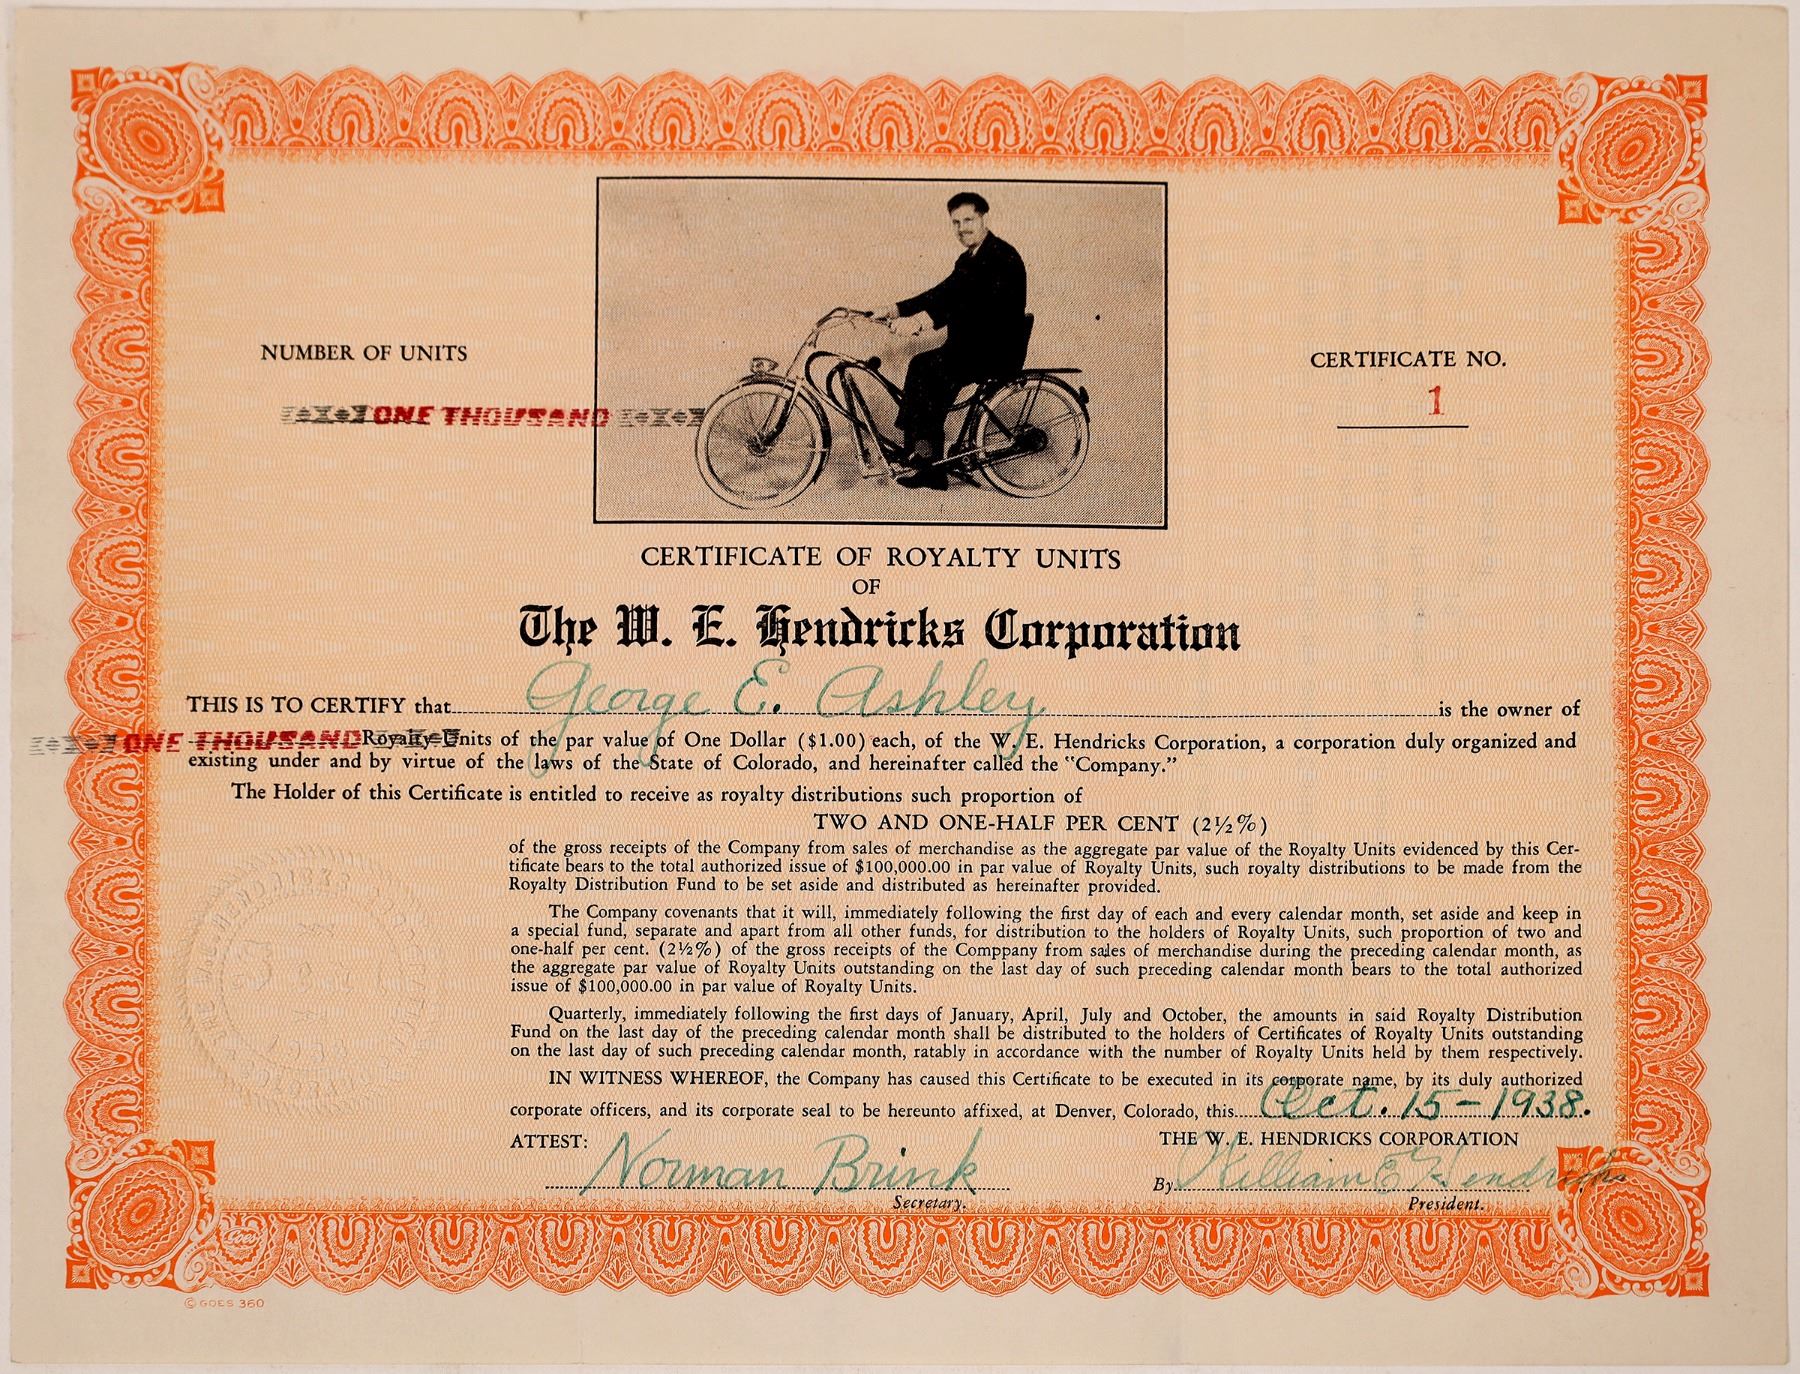 NUMBER OF UNITS
ONE THOUSAND
CERTIFICATE NO.
1
CERTIFICATE OF ROYALTY UNITS
OF
The W. E. Hendricks Corporation
THIS IS TO CERTIFY that George E. Ashley is the owner of
ONE THOUSAND Royalty Units of the par value of One Dollar ($1.00) each, of the W. E. Hendricks Corporation, a corporation duly organized and
existing under and by virtue of the laws of the State of Colorado, and hereinafter called the "Company."
The Holder of this Certificate is entitled to receive as royalty distributions such proportion of
TWO AND ONE-HALF PER CENT (2½%)
of the gross receipts of the Company from sales of merchandise as the aggregate par value of the Royalty Units evidenced by this Cer-
tificate bears to the total authorized issue of $100,000.00 in par value of Royalty Units, such royalty distributions to be made from the
Royalty Distribution Fund to be set aside and distributed as hereinafter provided.
The Company covenants that it will, immediately following the first day of each and every calendar month, set aside and keep in
a special fund, separate and apart from all other funds, for distribution to the holders of Royalty Units, such proportion of two and
one-half per cent. (2½%) of the gross receipts of the Comppany from sales of merchandise during the preceding calendar month, as
the aggregate par value of Royalty Units outstanding on the last day of such preceding calendar month bears to the total authorized
issue of $100,000.00 in par value of Royalty Units.
Quarterly, immediately following the first days of January, April, July and October, the amounts in said Royalty Distribution
Fund on the last day of the preceding calendar month shall be distributed to the holders of Certificates of Royalty Units outstanding
on the last day of such preceding calendar month, ratably in accordance with the number of Royalty Units held by them respectively.
IN WITNESS WHEREOF, the Company has caused this Certificate to be executed in its corporate name, by its duly authorized
corporate officers, and its corporate seal to be hereunto affixed, at Denver, Colorado, this Oct. 15-1938.
ATTEST:
THE W. E. HENDRICKS CORPORATION
Norman Brink
By William E Hendricks
Secretary.
President.
Goes
© GOES 360